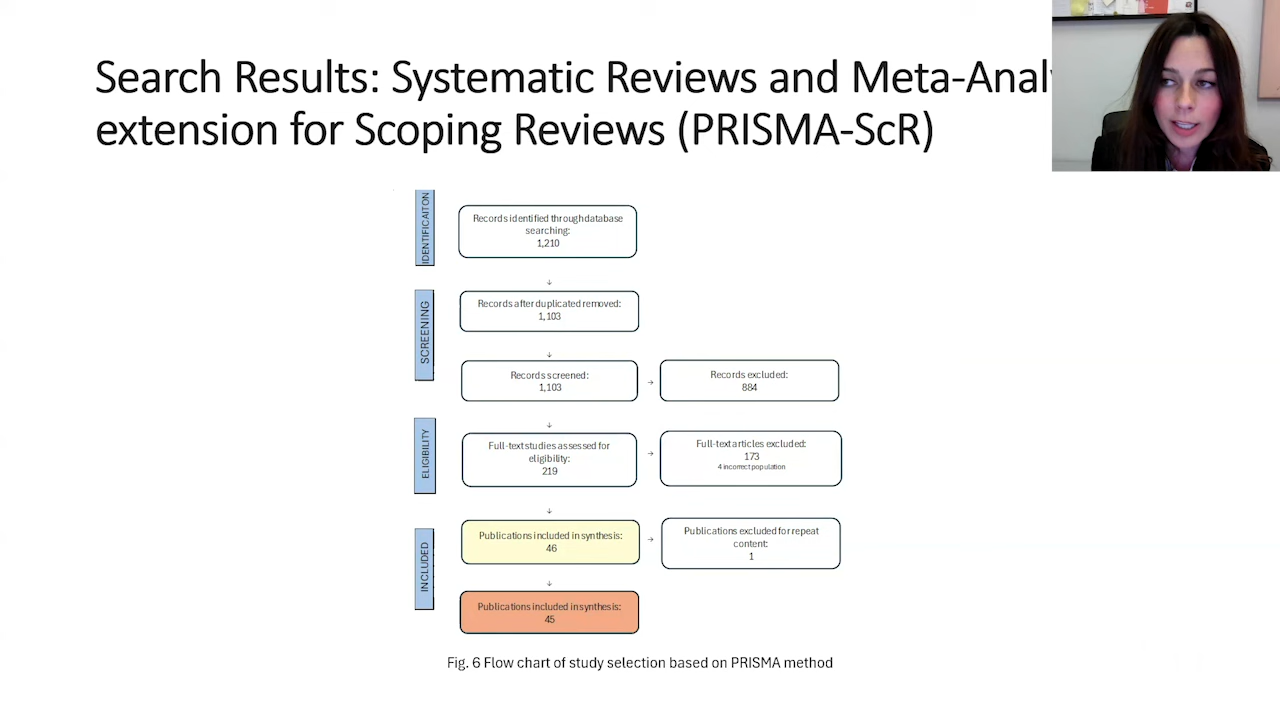 Search Results: Systematic Reviews and Meta-Anal
extension for Scoping Reviews (PRISMA-ScR)
IDENTIFICAITON
Records identified through database
searching:
1,210
↓
SCREENING
Records after duplicated removed:
1,103
↓
Records screened:
1,103
→
Records excluded:
884
↓
ELIGIBILITY
Full-text studies assessed for
eligibility:
219
→
Full-text articles excluded:
173
4 incorrect population
↓
INCLUDED
Publications included in synthesis:
46
→
Publications excluded for repeat
content:
1
↓
Publications included in synthesis:
45
Fig. 6 Flow chart of study selection based on PRISMA method